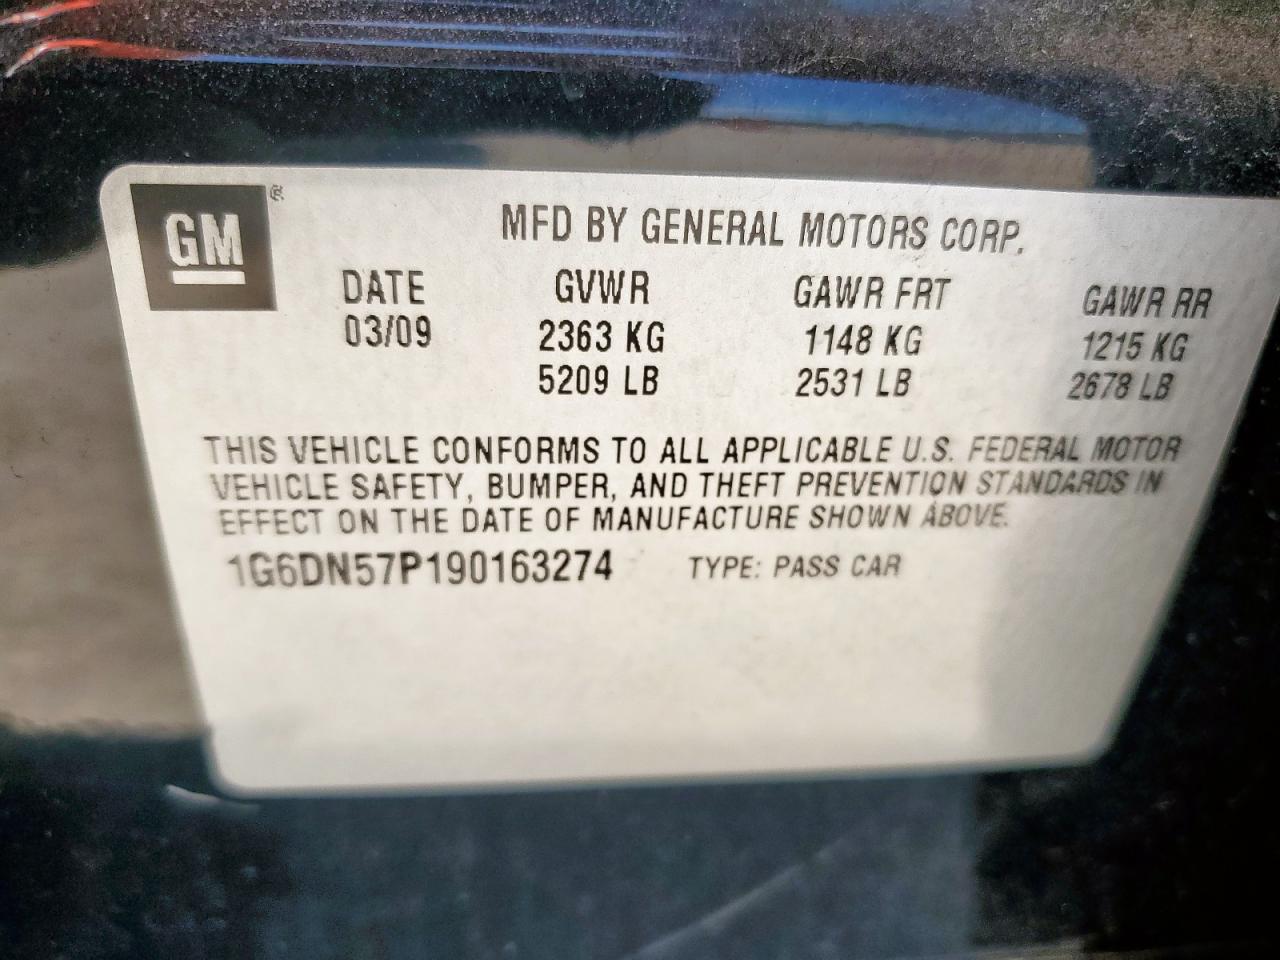 GM ®
MFD BY GENERAL MOTORS CORP.
DATE GVWR GAWR FRT GAWR RR
03/09 2363 KG 1148 KG 1215 KG
5209 LB 2531 LB 2678 LB
THIS VEHICLE CONFORMS TO ALL APPLICABLE U.S. FEDERAL MOTOR
VEHICLE SAFETY, BUMPER, AND THEFT PREVENTION STANDARDS IN
EFFECT ON THE DATE OF MANUFACTURE SHOWN ABOVE.
1G6DN57P190163274 TYPE: PASS CAR